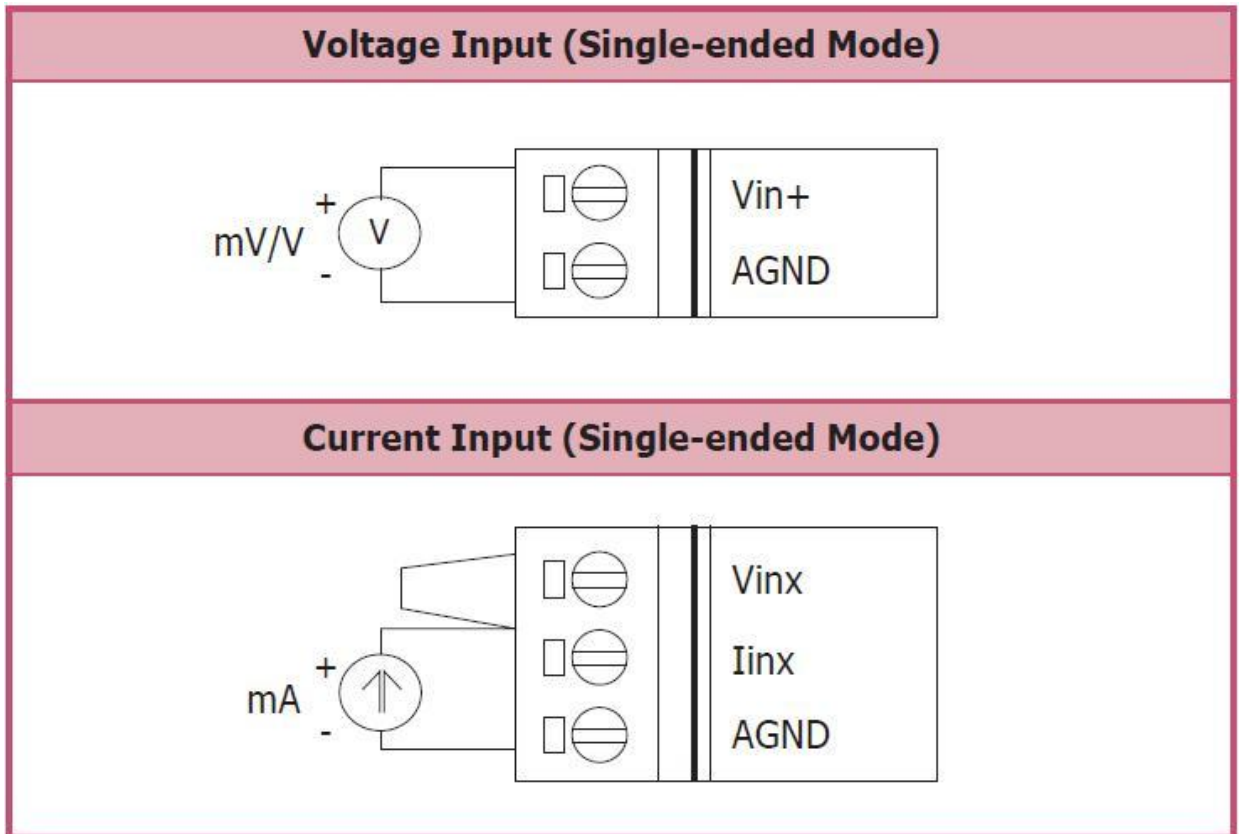 Voltage Input (Single-ended Mode)
+
V
mV/V
-
Vin+
AGND
Current Input (Single-ended Mode)
Vinx
Iinx
+
mA
-
AGND